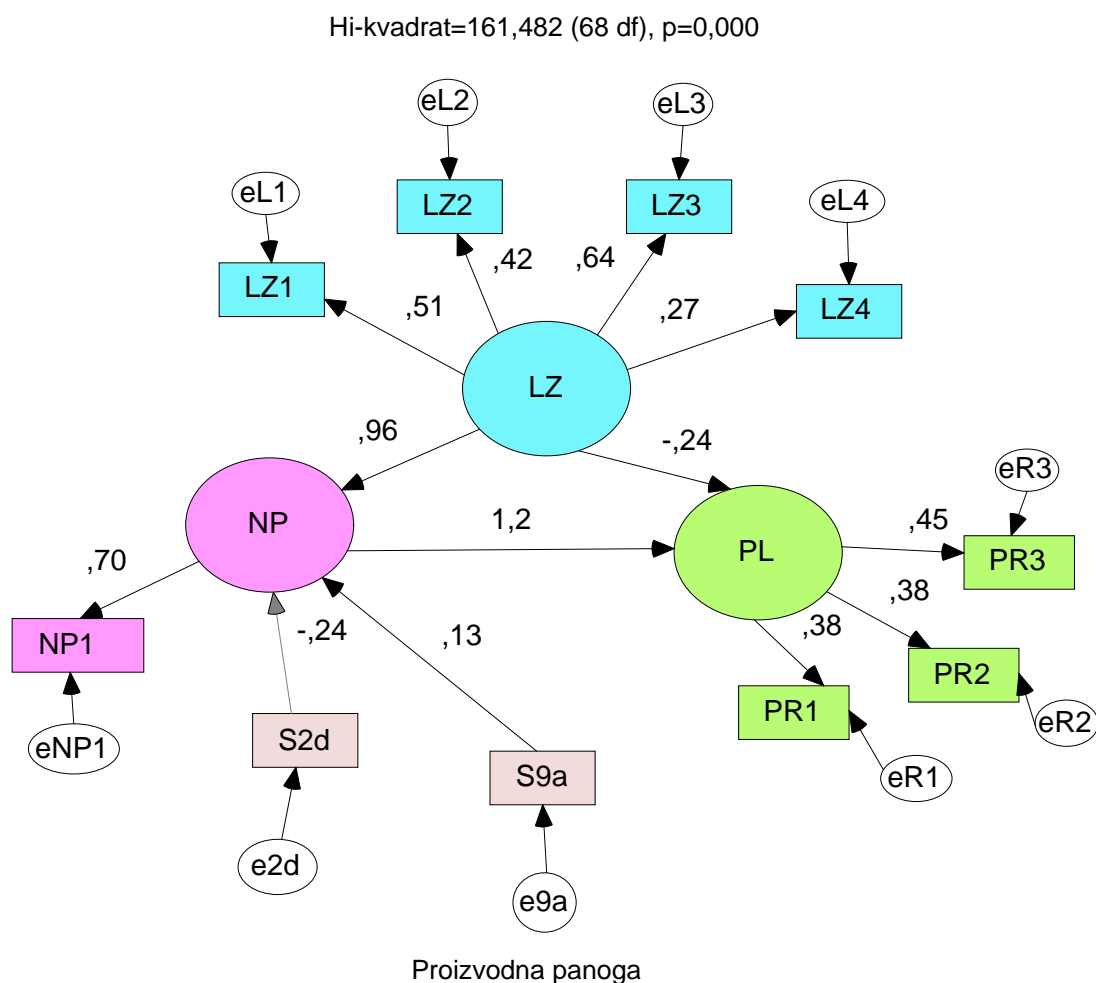 Hi-kvadrat=161,482 (68 df), p=0,000
eL2
eL3
eL1
eL4
LZ2
LZ3
LZ1
LZ4
,42
,64
,51
,27
LZ
,96
-,24
eR3
NP
1,2
PL
,45
PR3
,70
,38
-,24
,13
,38
NP1
PR2
PR1
eNP1
S2d
eR2
S9a
eR1
e2d
e9a
Proizvodna panoga